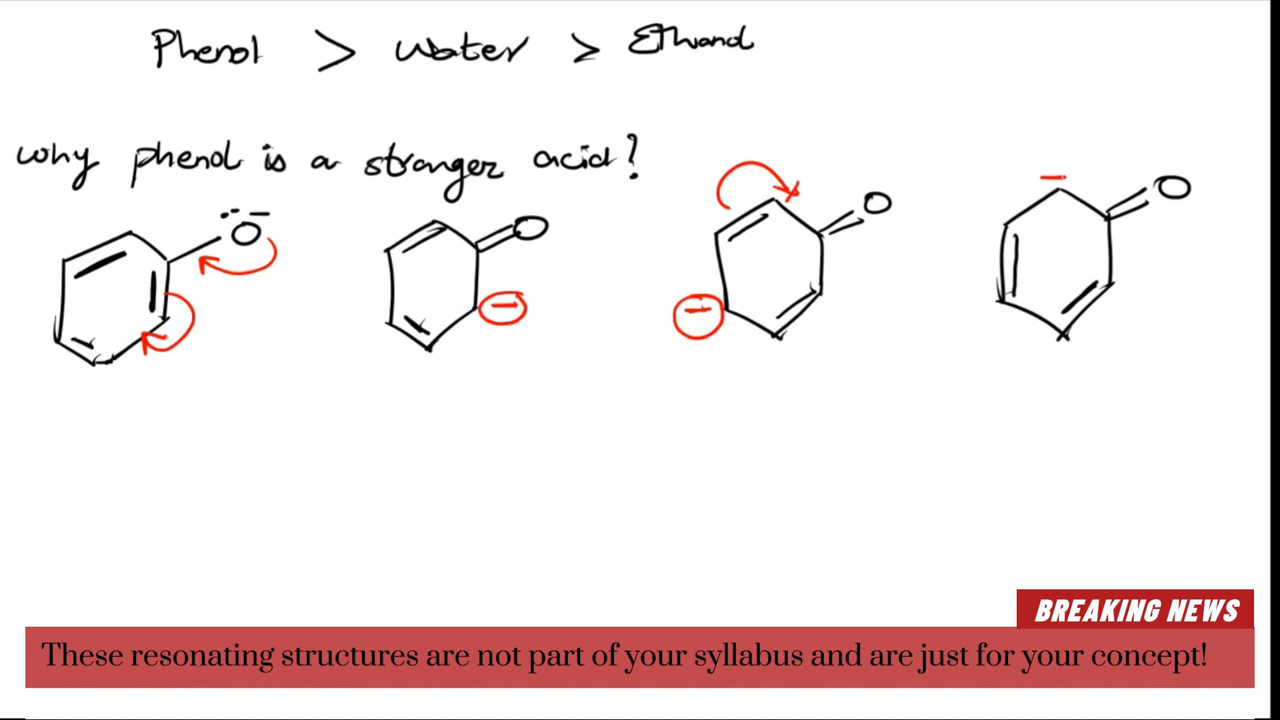 Phenol > water > Ethanol
why phenol is a stronger acid?
O
O
O
O
BREAKING NEWS
These resonating structures are not part of your syllabus and are just for your concept!